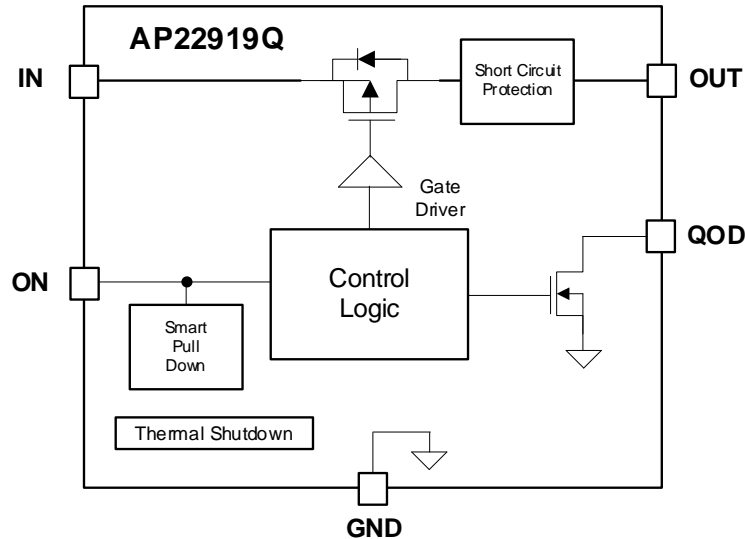 AP22919Q
IN
Short Circuit
Protection
OUT
Gate
Driver
QOD
ON
Control
Logic
Smart
Pull
Down
Thermal Shutdown
GND